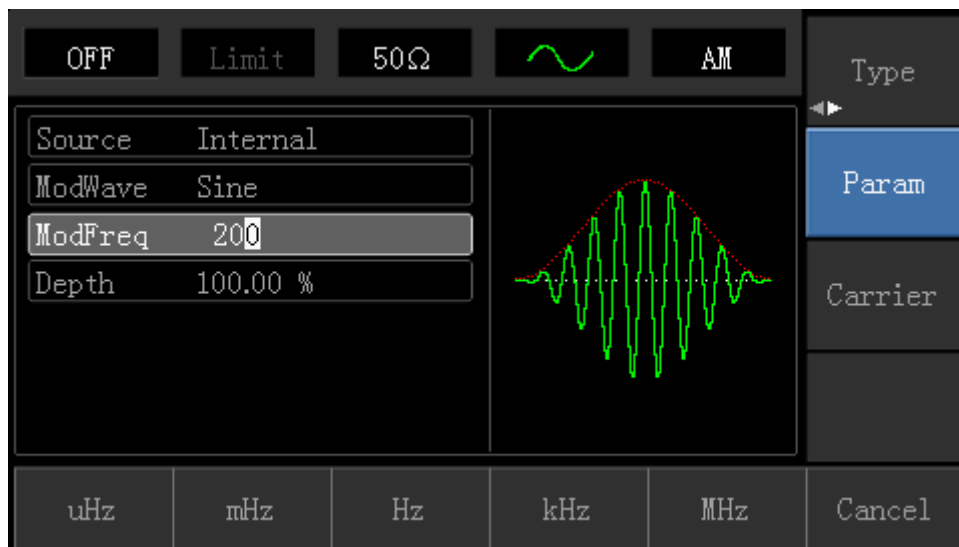 OFF Limit 50Ω AM Type
Source Internal
ModWave Sine
Param
ModFreq 200
Depth 100.00 %
Carrier
uHz mHz Hz kHz MHz Cancel